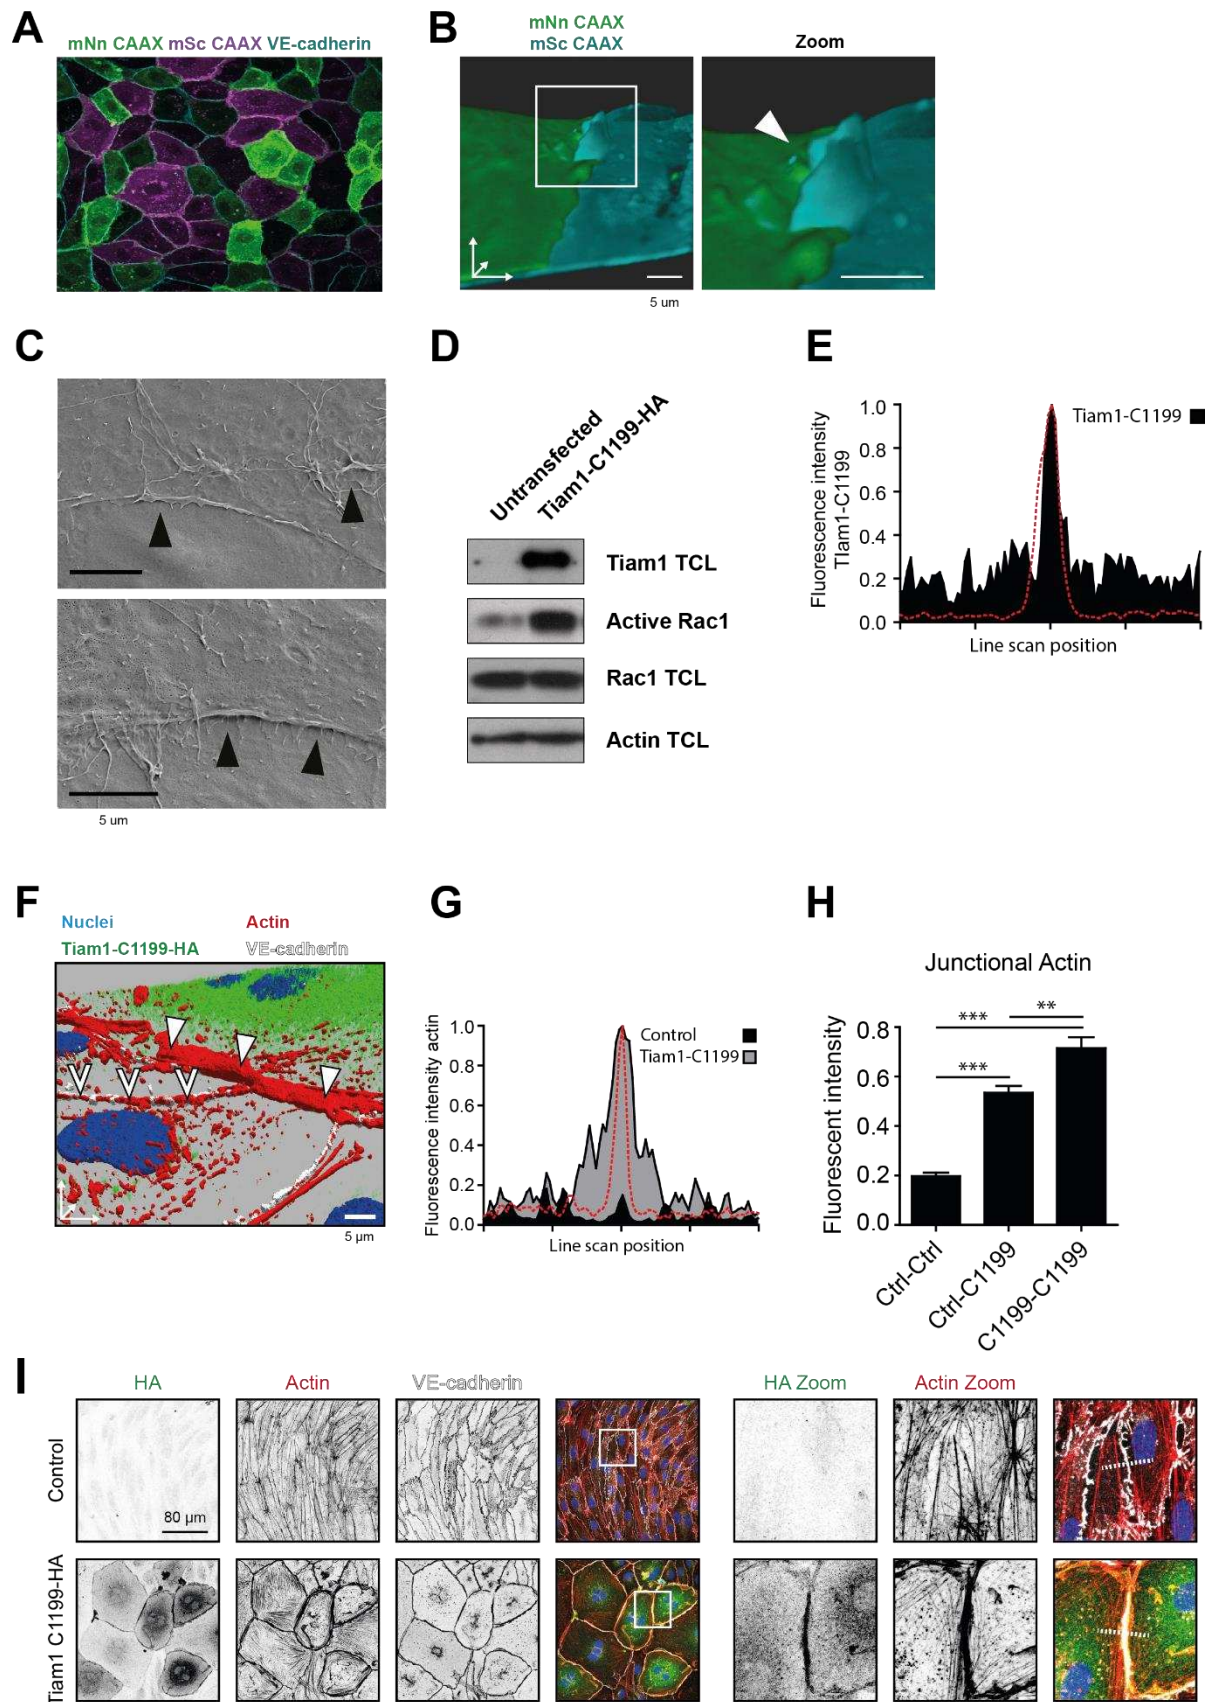 A
mNn CAAX mSc CAAX VE-cadherin
B
mNn CAAX
mSc CAAX
Zoom
5 um
C
5 um
D
Untransfected
Tiam1-C1199-HA
Tiam1 TCL
Active Rac1
Rac1 TCL
Actin TCL
E
Fluorescence intensity
TIam1-C1199
1.0
0.8
0.6
0.4
0.2
0.0
Tiam1-C1199
Line scan position
F
Nuclei
Actin
Tiam1-C1199-HA
VE-cadherin
5 µm
G
Fluorescence intensity actin
1.0
0.8
0.6
0.4
0.2
0.0
Control
Tiam1-C1199
Line scan position
H
Junctional Actin
Fluorescent intensity
0.8
0.6
0.4
0.2
0.0
***
**
***
Ctrl-Ctrl
Ctrl-C1199
C1199-C1199
I
HA
Actin
VE-cadherin
HA Zoom
Actin Zoom
Control
80 µm
Tiam1 C1199-HA